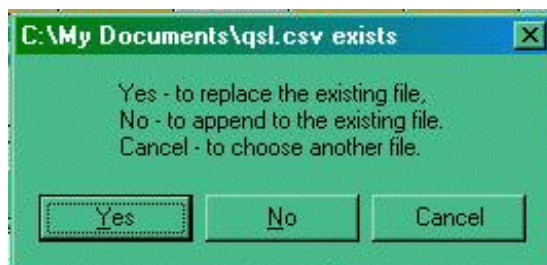 C:\My Documents\qsl.csv exists
Yes - to replace the existing file,
No - to append to the existing file.
Cancel - to choose another file.
Yes
No
Cancel